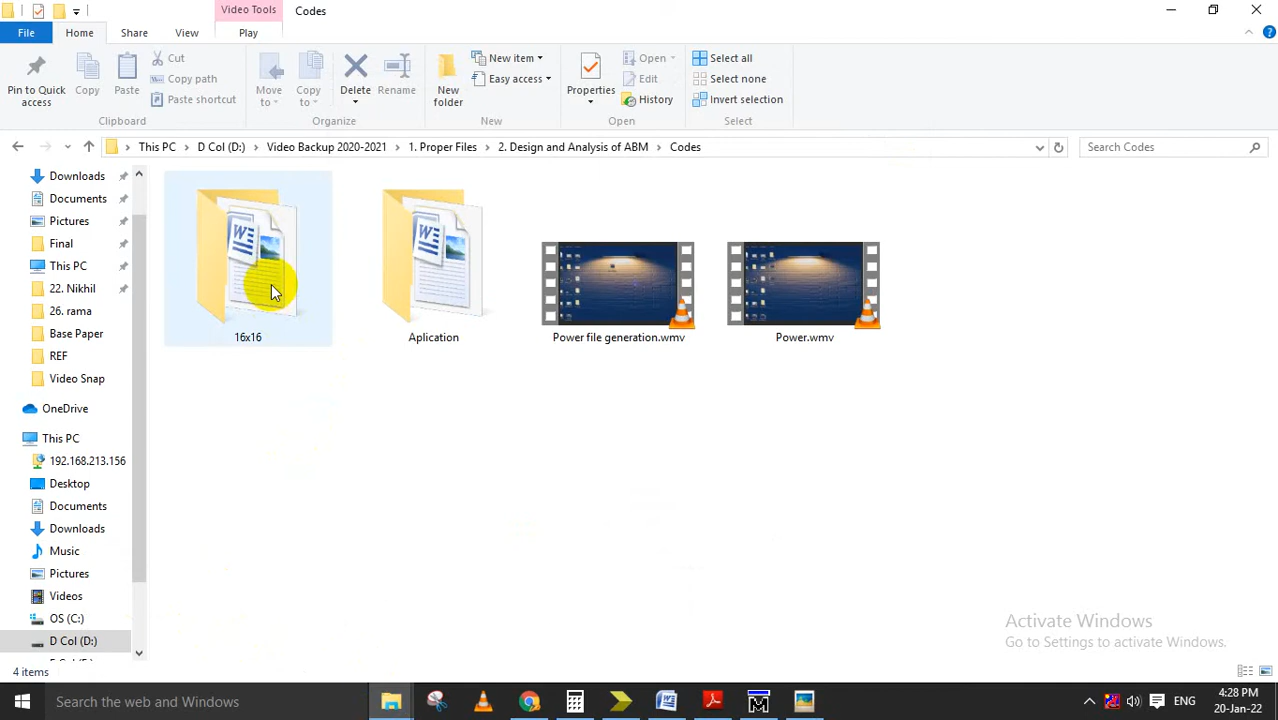 Video Tools
Codes
File
Home
Share
View
Play
Pin to Quick access
Copy
Paste
Cut
Copy path
Paste shortcut
Clipboard
Move to
Copy to
Delete
Rename
Organize
New folder
New item
Easy access
New
Properties
Open
Edit
History
Open
Select all
Select none
Invert selection
Select
This PC
D Col (D:)
Video Backup 2020-2021
1. Proper Files
2. Design and Analysis of ABM
Codes
Search Codes
Downloads
Documents
Pictures
Final
This PC
22. Nikhil
26. rama
Base Paper
REF
Video Snap
OneDrive
This PC
192.168.213.156
Desktop
Documents
Downloads
Music
Pictures
Videos
OS (C:)
D Col (D:)
16x16
Aplication
Power file generation.wmv
Power.wmv
Activate Windows
Go to Settings to activate Windows.
4 items
Search the web and Windows
ENG
4:28 PM
20-Jan-22